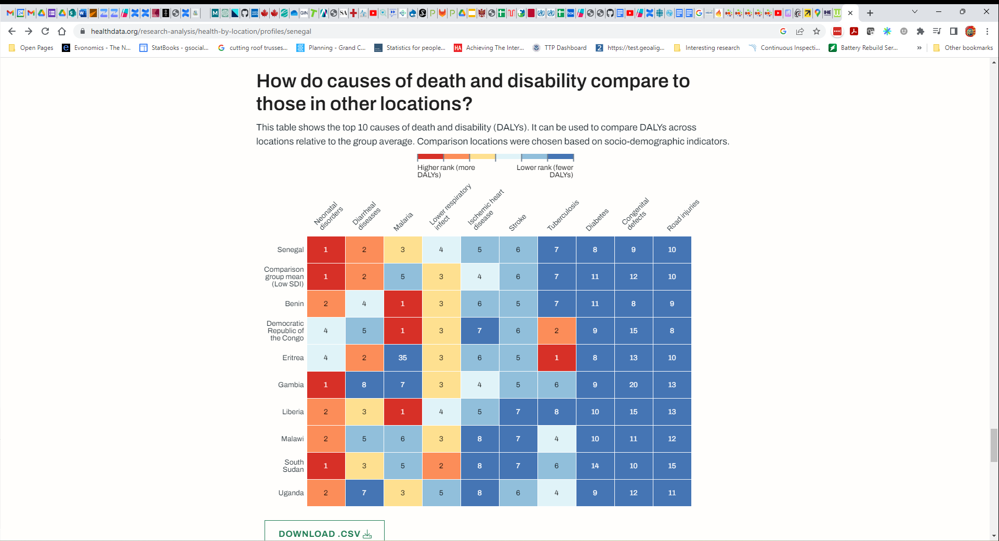 healthdata.org/research-analysis/health-by-location/profiles/senegal
Open Pages
Evonomics - The N...
StatBooks - gsocial...
cutting roof trusses...
Planning - Grand C...
Statistics for people...
HA Achieving The Inter...
TTP Dashboard
2 https://test.geoalig...
Interesting research
Continuous Inspecti...
Battery Rebuild Ser...
»
Other bookmarks
How do causes of death and disability compare to
those in other locations?
This table shows the top 10 causes of death and disability (DALYs). It can be used to compare DALYs across
locations relative to the group average. Comparison locations were chosen based on socio-demographic indicators.
Higher rank (more
DALYs)
Lower rank (fewer
DALYs)
Neonatal
disorders
Diarrheal
diseases
Malaria
Lower respiratory
infect
Ischemic heart
disease
Stroke
Tuberculosis
Diabetes
Congenital
defects
Road injuries
Senegal 1 2 3 4 5 6 7 8 9 10
Comparison
group mean
(Low SDI) 1 2 5 3 4 6 7 11 12 10
Benin 2 4 1 3 6 5 7 11 8 9
Democratic
Republic of
the Congo 4 5 1 3 7 6 2 9 15 8
Eritrea 4 2 35 3 6 5 1 8 13 10
Gambia 1 8 7 3 4 5 6 9 20 13
Liberia 2 3 1 4 5 7 8 10 15 13
Malawi 2 5 6 3 8 7 4 10 11 12
South
Sudan 1 3 5 2 8 7 6 14 10 15
Uganda 2 7 3 5 8 6 4 9 12 11
DOWNLOAD .CSV